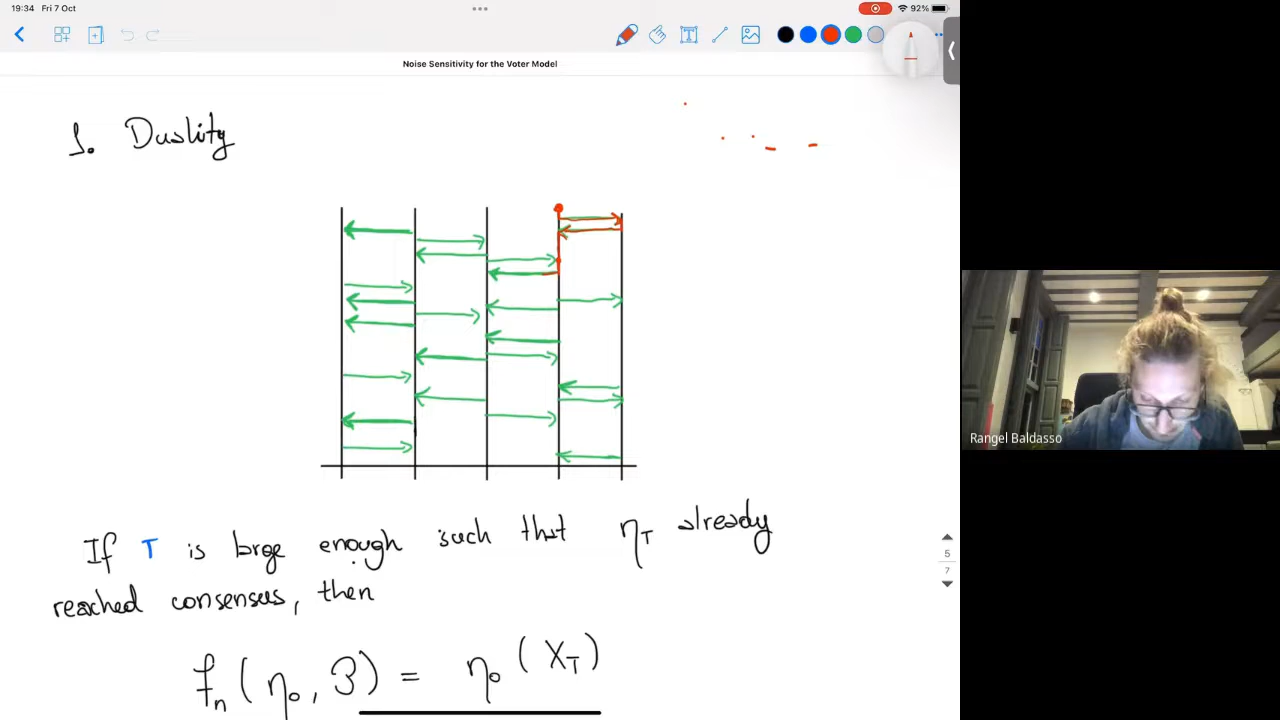 19:34 Fri 7 Oct
92%
Noise Sensitivity for the Voter Model
1. Duality
If T is large enough such that η_T already
reached consensus, then
f_n(η_0, 3) = η_0(X_T)
5
7
Rangel Baldasso